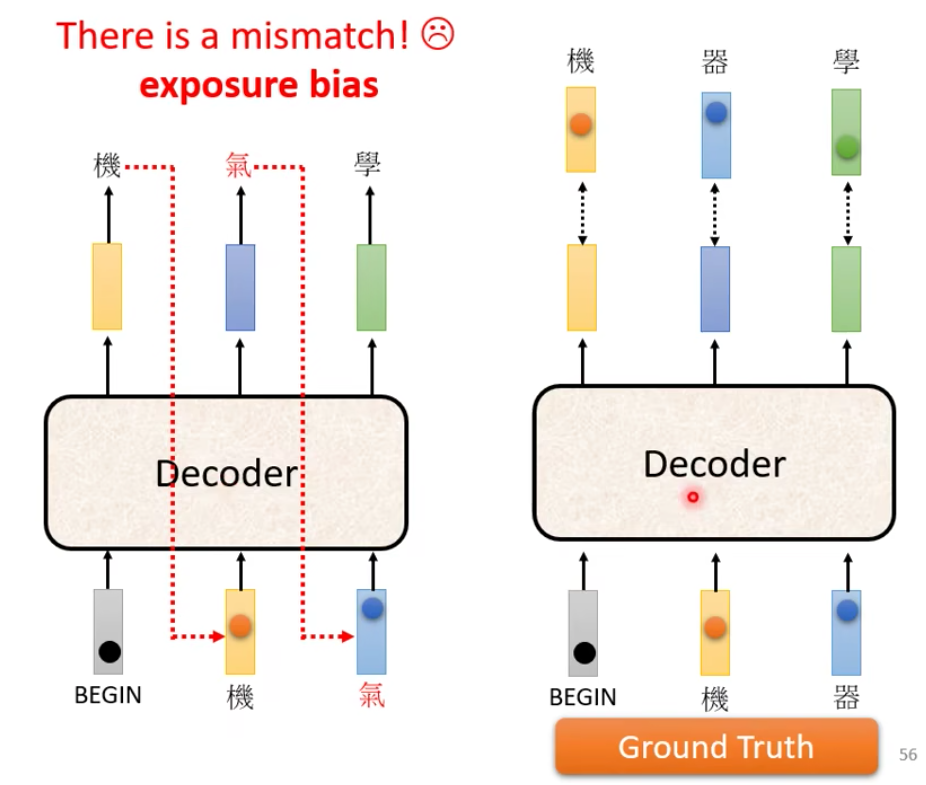 There is a mismatch! ☹
exposure bias
機 氣 學
Decoder
BEGIN 機 氣
機 器 學
Decoder
BEGIN 機 器
Ground Truth
56